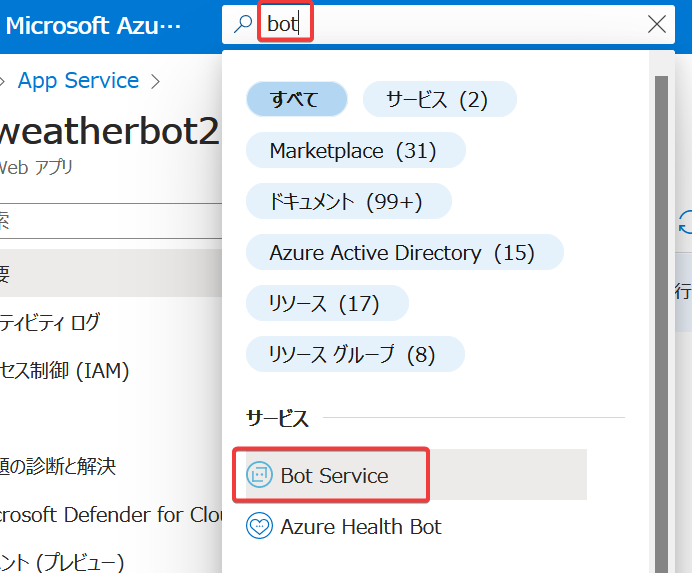 Microsoft Azu…
bot
App Service
weatherbot2
Web アプリ
すべて
サービス (2)
Marketplace (31)
ドキュメント (99+)
Azure Active Directory (15)
リソース (17)
リソース グループ (8)
索
要
ティビティ ログ
セス制御 (IAM)
題の診断と解決
crosoft Defender for Clou
ント (プレビュー)
行
サービス
Bot Service
Azure Health Bot